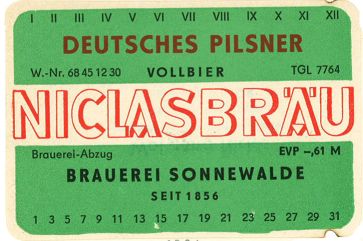 I II III IV V VI VII VIII IX X XI XII
DEUTSCHES PILSNER
W.-Nr. 68 45 12 30 VOLLBIER TGL 7764
NICLASBRÄU
Brauerei-Abzug EVP -,61 M
BRAUEREI SONNEWALDE
SEIT 1856
1 3 5 7 9 11 13 15 17 19 21 23 25 27 29 31